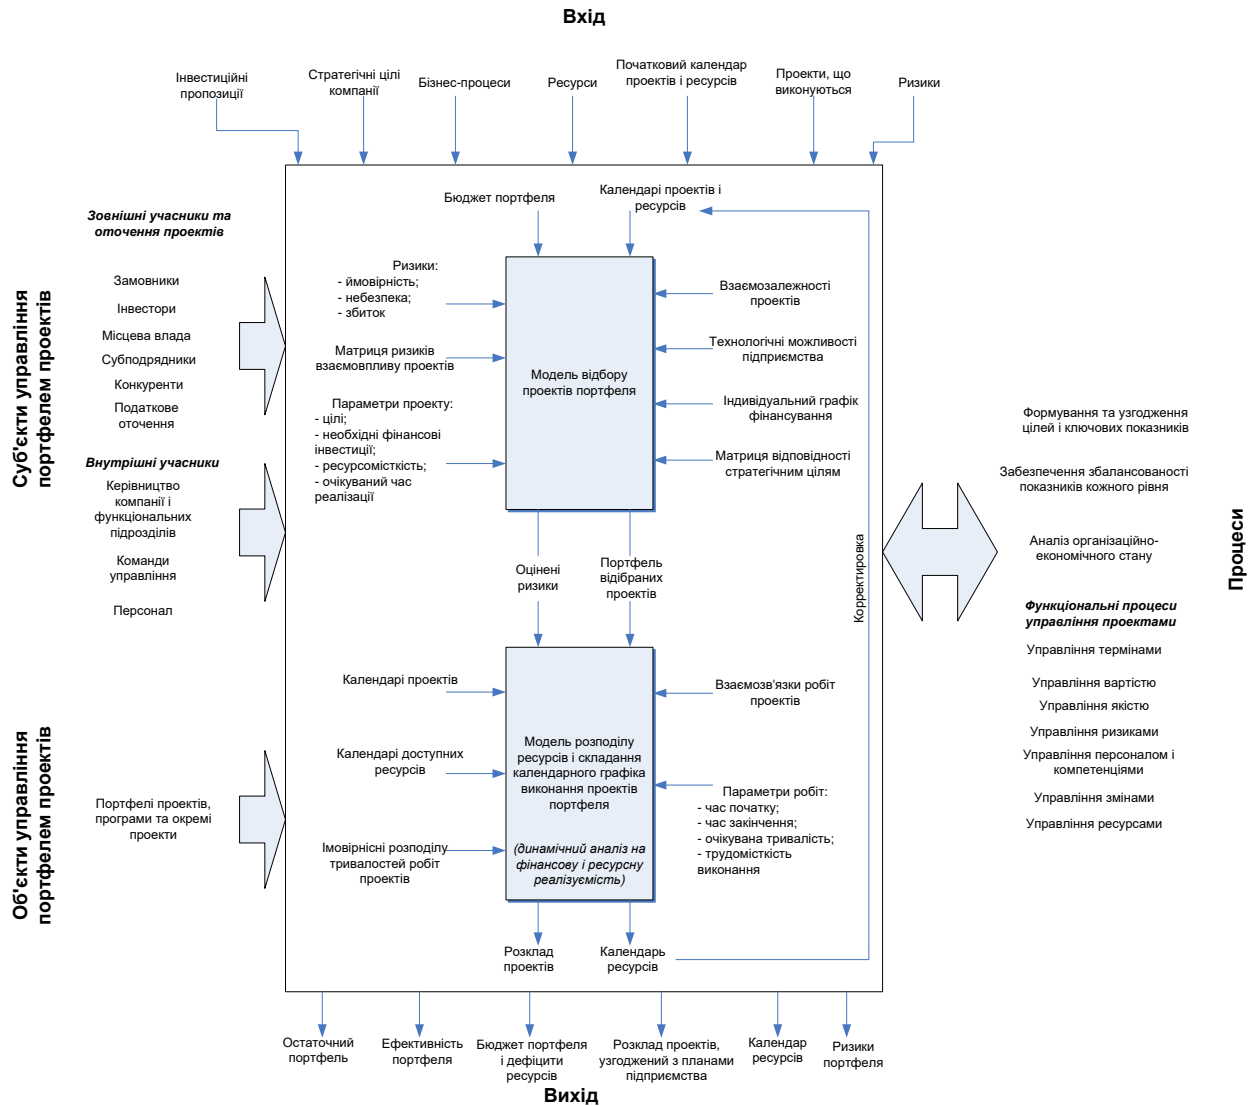 Вхід
Інвестиційні
пропозиції
Стратегічні цілі
компанії
Бізнес-процеси
Ресурси
Початковий календар
проектів і ресурсів
Проекти, що
виконуються
Ризики
Суб'єкти управління
портфелем проектів
Зовнішні учасники та
оточення проектів
Замовники
Інвестори
Місцева влада
Субподрядники
Конкуренти
Податкове
оточення
Внутрішні учасники
Керівництво
компанії і
функціональних
підрозділів
Команди
управління
Персонал
Об'єкти управління
портфелем проектів
Портфелі проектів,
програми та окремі
проекти
Бюджет портфеля
Календарі проектів і
ресурсів
Ризики:
- ймовірність;
- небезпека;
- збиток
Матриця ризиків
взаємовпливу проектів
Параметри проекту:
- цілі;
- необхідні фінансові
інвестиції;
- ресурсомісткість;
- очікуваний час
реалізації
Модель відбору
проектів портфеля
Взаємозалежності
проектів
Технологічні можливості
підприємства
Індивідуальний графік
фінансування
Матриця відповідності
стратегічним цілям
Оцінені
ризики
Портфель
відібраних
проектів
Корректировка
Календарі проектів
Календарі доступних
ресурсів
Імовірнісні розподілу
тривалостей робіт
проектів
Модель розподілу
ресурсів і складання
календарного графіка
виконання проектів
портфеля
(динамічний аналіз на
фінансову і ресурсну
реалізуємість)
Взаємозв'язки робіт
проектів
Параметри робіт:
- час початку;
- час закінчення;
- очікувана тривалість;
- трудомісткість
виконання
Розклад
проектів
Календарь
ресурсів
Процеси
Формування та узгодження
цілей і ключових показників
Забезпечення збалансованості
показників кожного рівня
Аналіз організаційно-
економічного стану
Функціональні процеси
управління проектами
Управління термінами
Управління вартістю
Управління якістю
Управління ризиками
Управління персоналом і
компетенціями
Управління змінами
Управління ресурсами
Остаточний
портфель
Ефективність
портфеля
Бюджет портфеля
і дефіцити
ресурсів
Розклад проектів,
узгоджений з планами
підприємства
Календар
ресурсів
Ризики
портфеля
Вихід